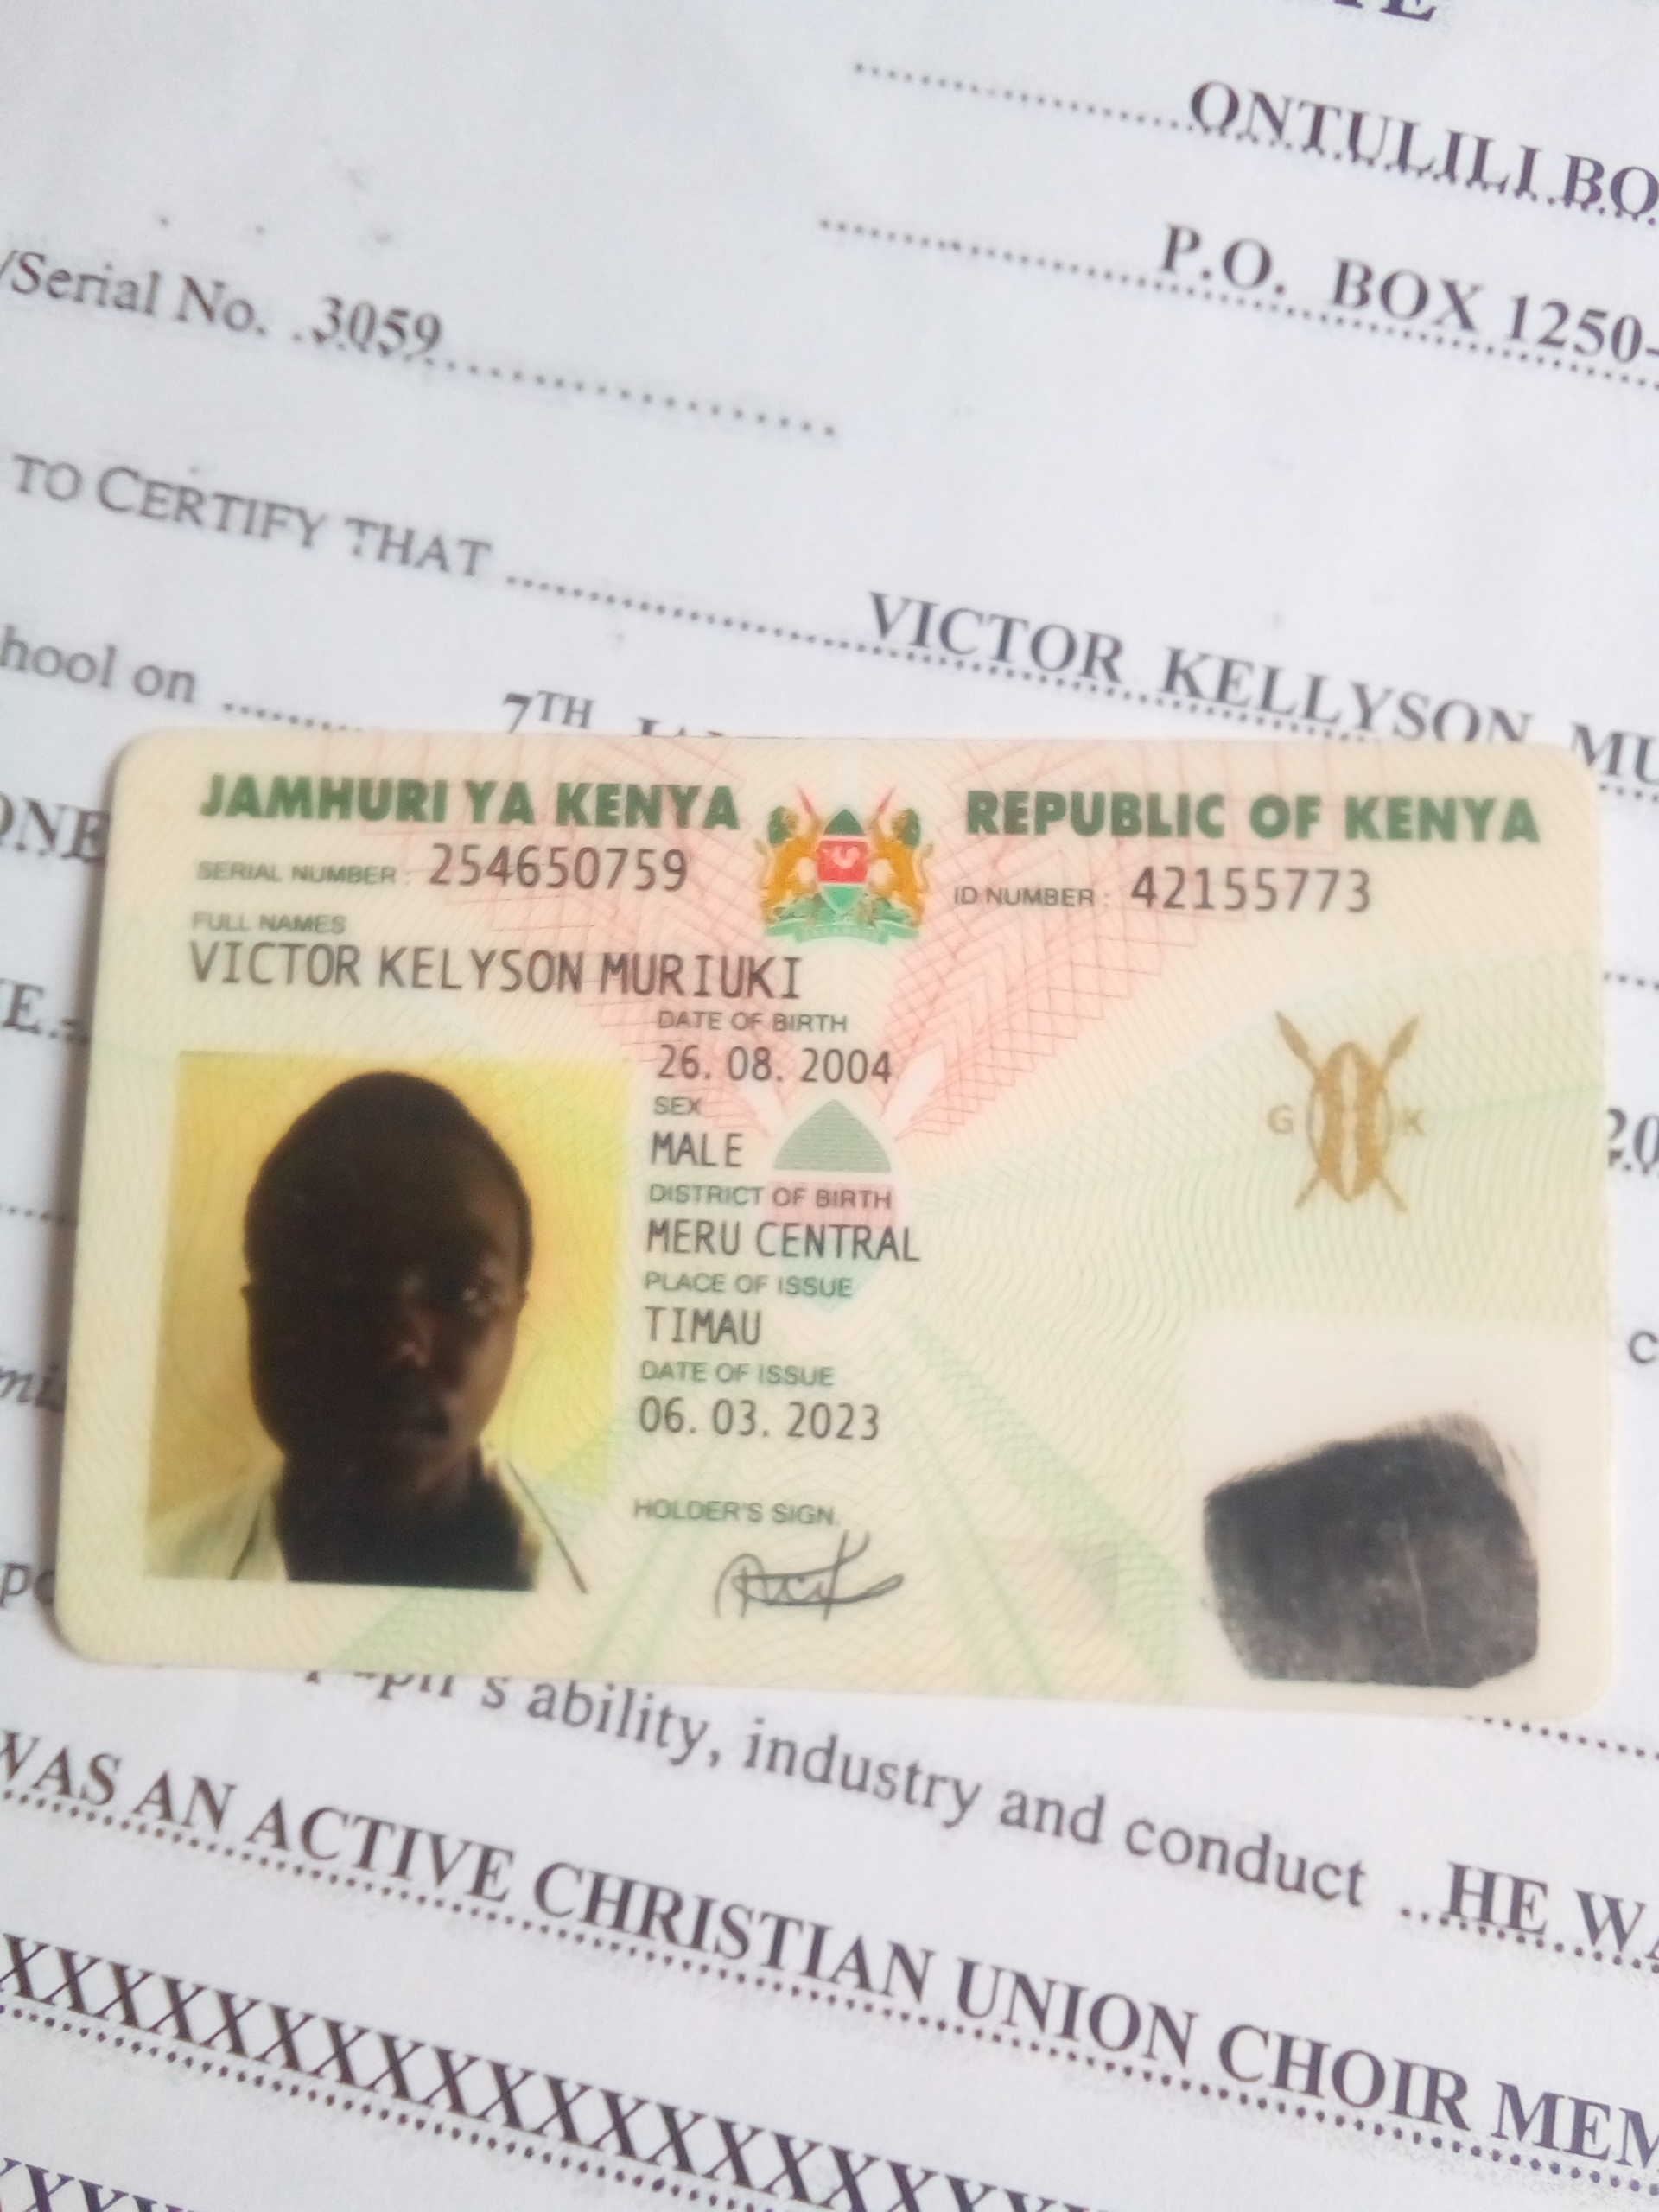 ONTULILI BO
P.O. BOX 1250-
/Serial No. 3059
TO CERTIFY THAT VICTOR KELLYSON MU
hool on 7TH
ONE
JAMHURI YA KENYA REPUBLIC OF KENYA
SERIAL NUMBER : 254650759 ID NUMBER : 42155773
FULL NAMES
VICTOR KELYSON MURIUKI
DATE OF BIRTH
26. 08. 2004
SEX
MALE
G K
DISTRICT OF BIRTH
MERU CENTRAL
PLACE OF ISSUE
TIMAU
DATE OF ISSUE
06. 03. 2023
HOLDER'S SIGN.
Pupil's ability, industry and conduct HE WA
WAS AN ACTIVE CHRISTIAN UNION CHOIR MEM
XXXXXXXXXXXXXXXXXXXXXXX